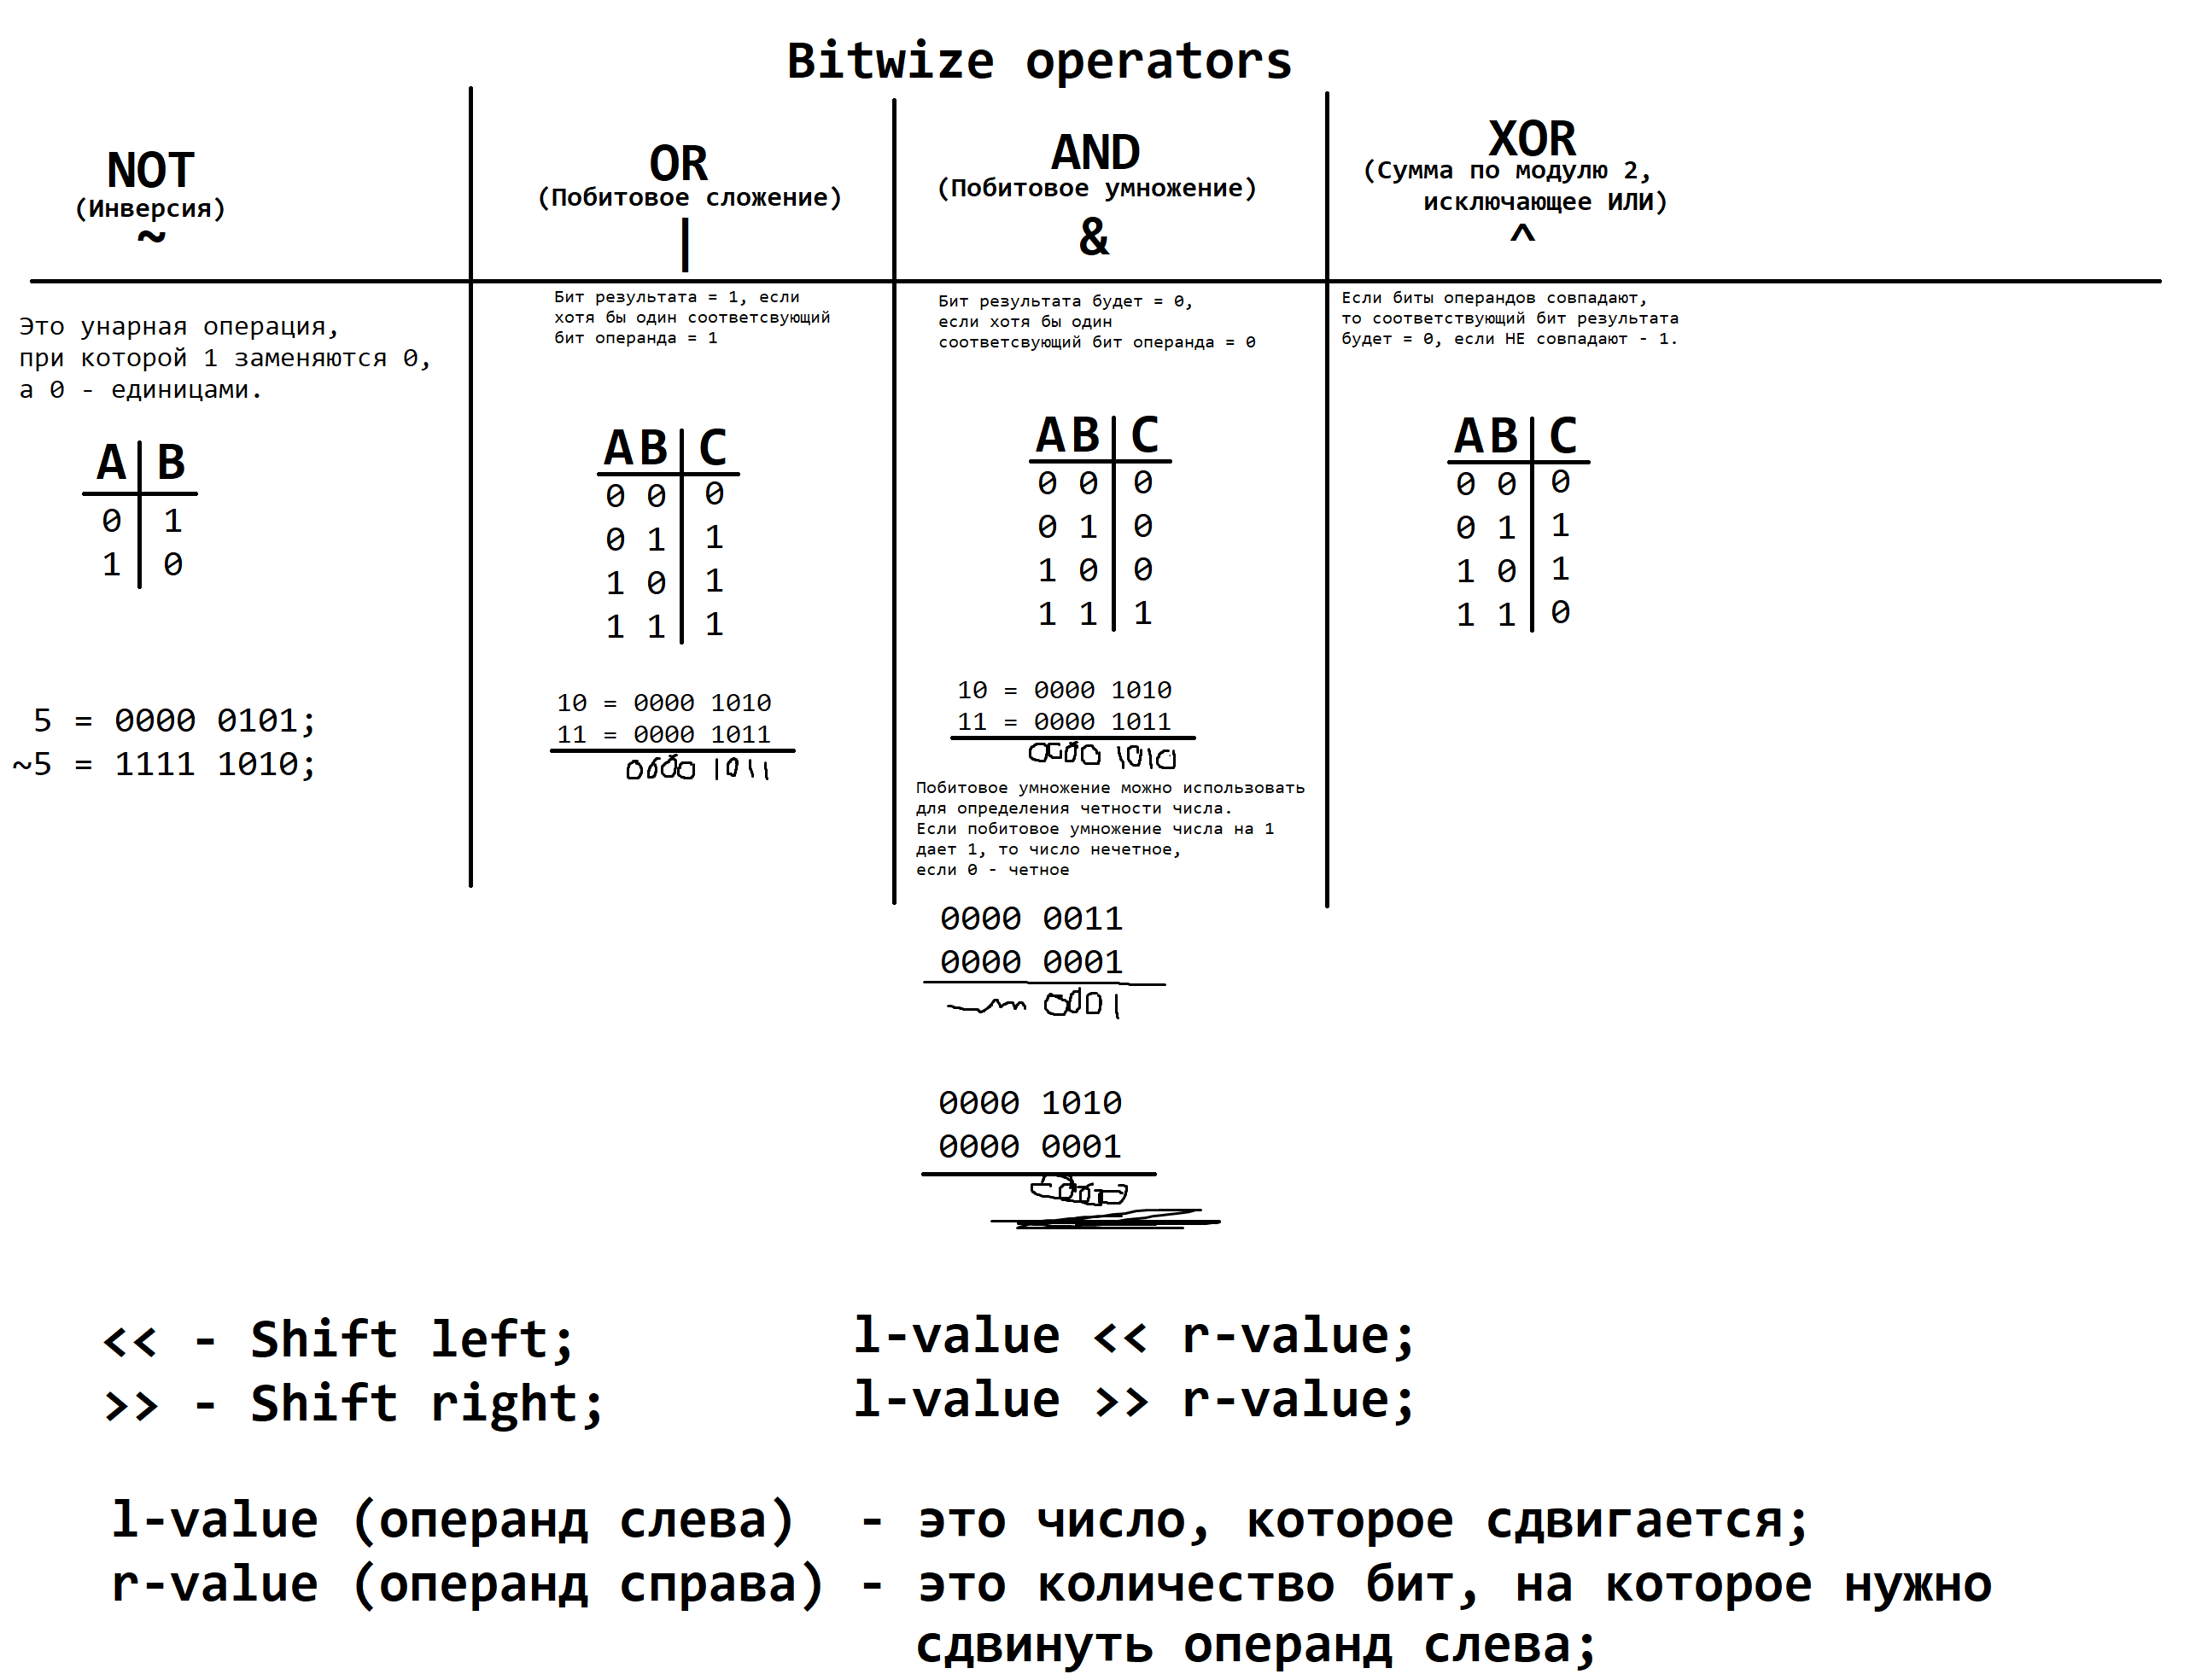 Bitwize operators
NOT
(Инверсия)
~
Это унарная операция,
при которой 1 заменяются 0,
а 0 - единицами.
A B
0 1
1 0
5 = 0000 0101;
~5 = 1111 1010;
OR
(Побитовое сложение)
|
Бит результата = 1, если
хотя бы один соответсвующий
бит операнда = 1
A B C
0 0 0
0 1 1
1 0 1
1 1 1
10 = 0000 1010
11 = 0000 1011
0000 1011
AND
(Побитовое умножение)
&
Бит результата будет = 0,
если хотя бы один
соответсвующий бит операнда = 0
A B C
0 0 0
0 1 0
1 0 0
1 1 1
10 = 0000 1010
11 = 0000 1011
0000 1010
Побитовое умножение можно использовать
для определения четности числа.
Если побитовое умножение числа на 1
дает 1, то число нечетное,
если 0 - четное
0000 0011
0000 0001
0001
0000 1010
0000 0001
XOR
(Сумма по модулю 2,
исключающее ИЛИ)
^
Если биты операндов совпадают,
то соответствующий бит результата
будет = 0, если НЕ совпадают - 1.
A B C
0 0 0
0 1 1
1 0 1
1 1 0
<< - Shift left;
>> - Shift right;
l-value << r-value;
l-value >> r-value;
l-value (операнд слева) - это число, которое сдвигается;
r-value (операнд справа) - это количество бит, на которое нужно
сдвинуть операнд слева;